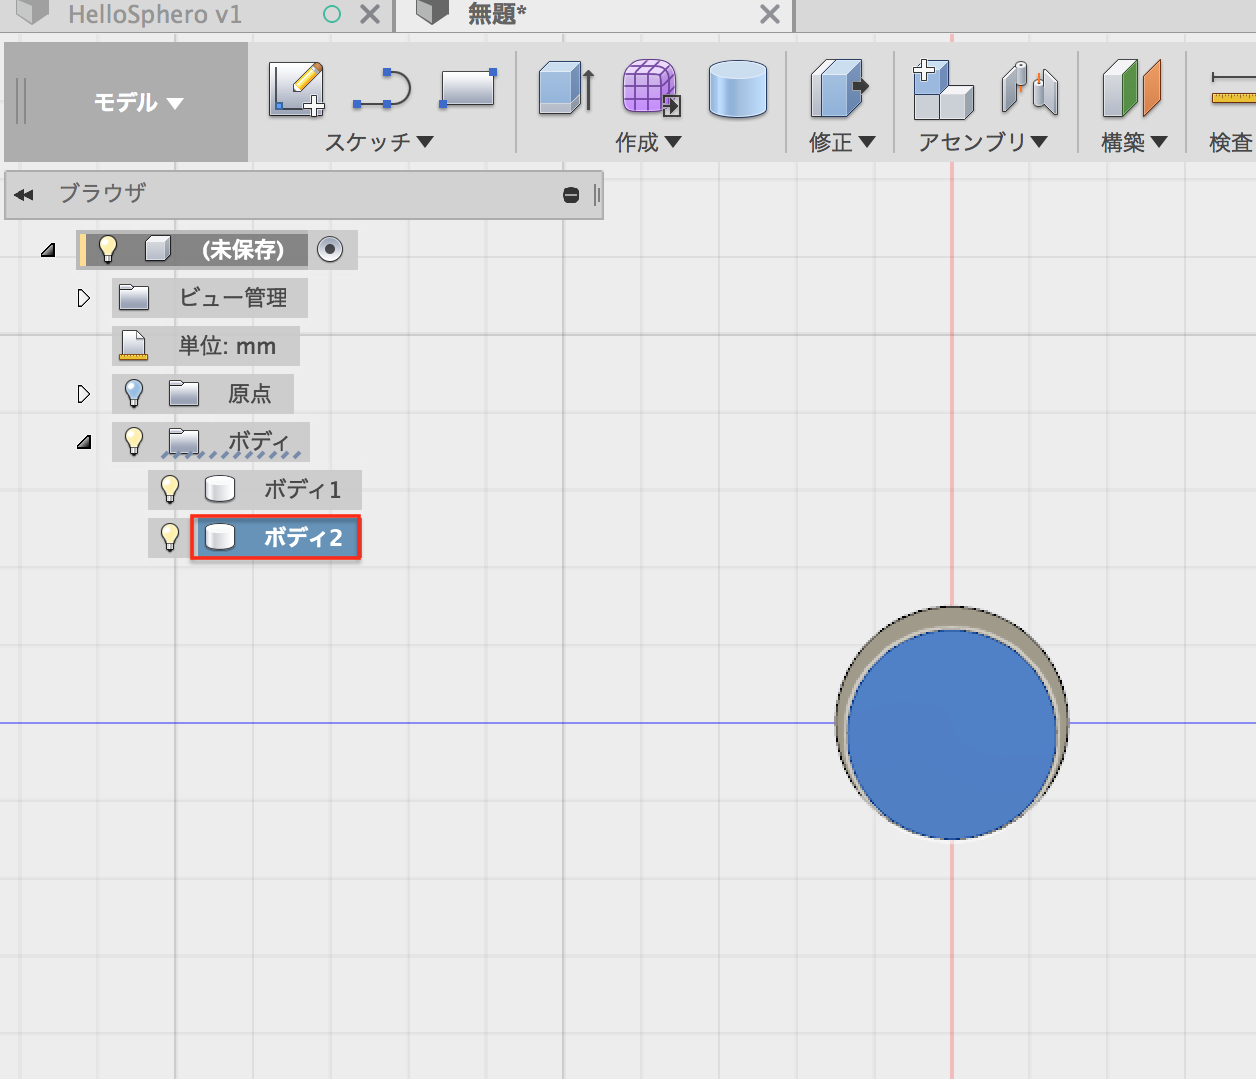 HelloSphero v1
無題*
モデル
スケッチ
作成
修正
アセンブリ
構築
検査
ブラウザ
(未保存)
ビュー管理
単位: mm
原点
ボディ
ボディ1
ボディ2